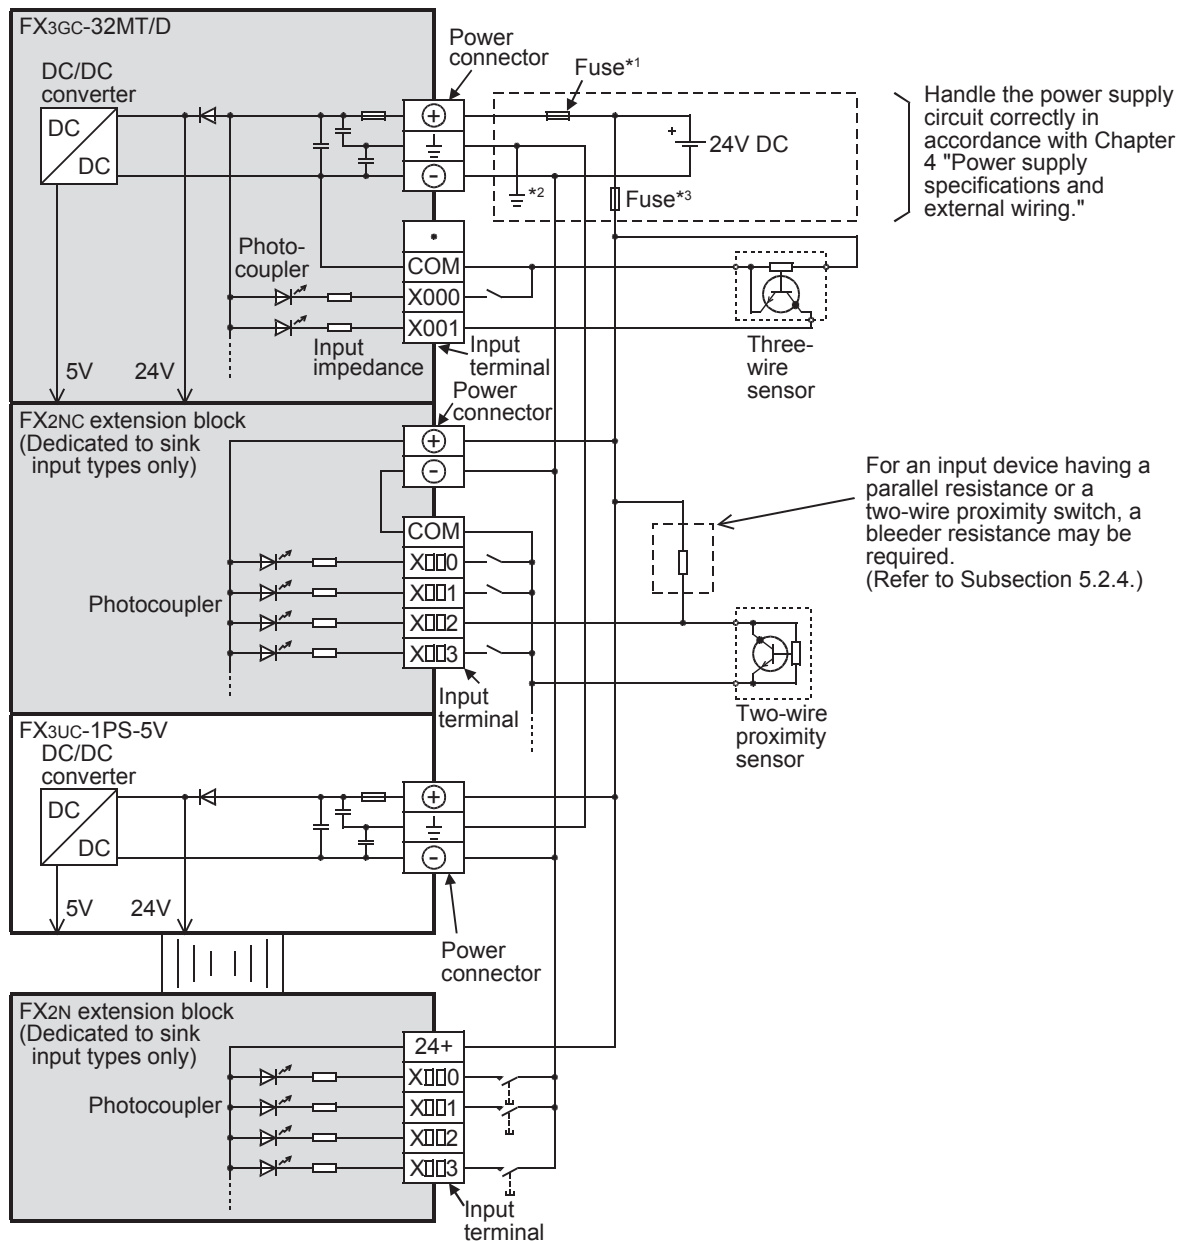 FX3GC-32MT/D
DC/DC
converter
DC
DC
Power
connector
Fuse*1
+
24V DC
*2
Fuse*3
Handle the power supply
circuit correctly in
accordance with Chapter
4 "Power supply
specifications and
external wiring."
Photo-
coupler
•
COM
X000
X001
Input
impedance
Input
terminal
Three-
wire
sensor
5V
24V
FX2NC extension block
(Dedicated to sink
input types only)
Power
connector
+
-
COM
X□□0
X□□1
X□□2
X□□3
Photocoupler
Input
terminal
For an input device having a
parallel resistance or a
two-wire proximity switch, a
bleeder resistance may be
required.
(Refer to Subsection 5.2.4.)
Two-wire
proximity
sensor
FX3UC-1PS-5V
DC/DC
converter
DC
DC
+
-
5V
24V
Power
connector
FX2N extension block
(Dedicated to sink
input types only)
24+
X□□0
X□□1
X□□2
X□□3
Photocoupler
Input
terminal